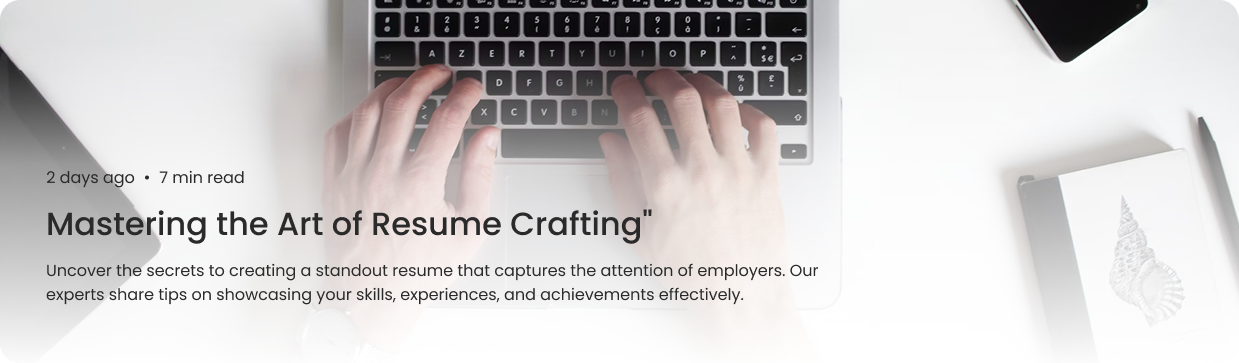 2 days ago • 7 min read
Mastering the Art of Resume Crafting"
Uncover the secrets to creating a standout resume that captures the attention of employers. Our
experts share tips on showcasing your skills, experiences, and achievements effectively.